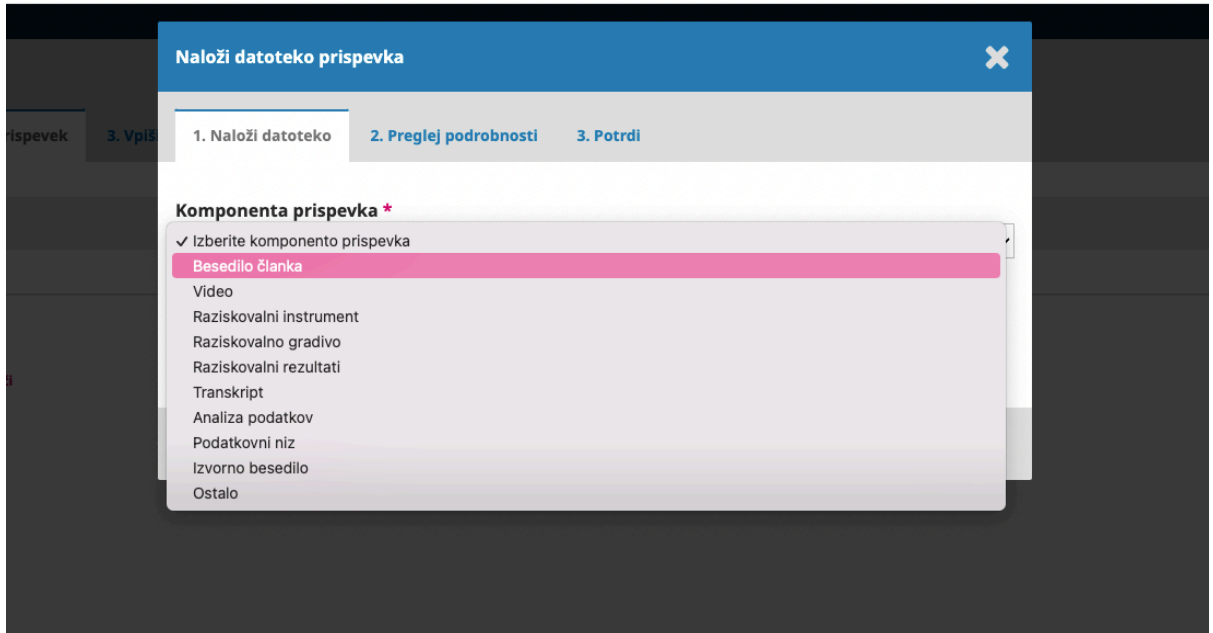 Naloži datoteko prispevka
rispevek
3. Vpiš
1. Naloži datoteko
2. Preglej podrobnosti
3. Potrdi
Komponenta prispevka *
✓ Izberite komponento prispevka
Besedilo članka
Video
Raziskovalni instrument
Raziskovalno gradivo
Raziskovalni rezultati
Transkript
Analiza podatkov
Podatkovni niz
Izvorno besedilo
Ostalo